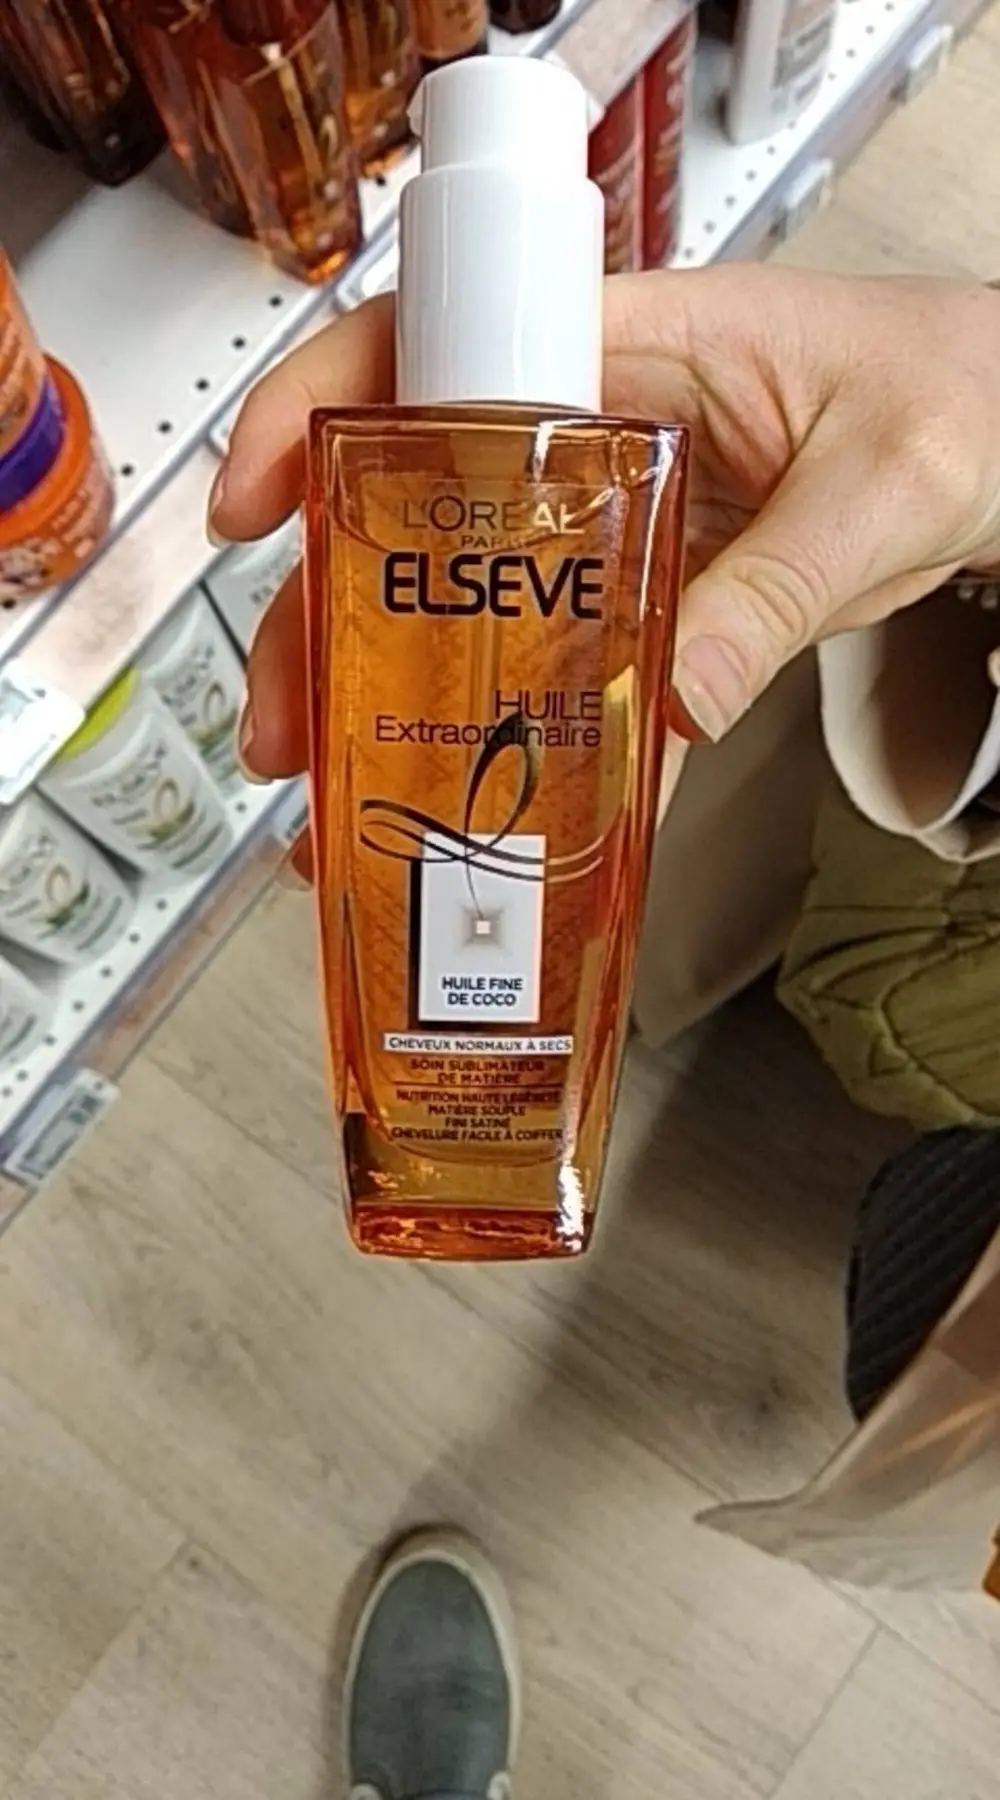 L'ORÉAL
PARIS
ELSEVE
HUILE
Extraordinaire
HUILE FINE
DE COCO
CHEVEUX NORMAUX À SECS
SOIN SUBLIMATEUR
DE MATIÈRE
NUTRITION HAUTE LÉGÈRETÉ
MATIÈRE SOUPLE
FINI SATINÉ
CHEVELURE FACILE À COIFFER